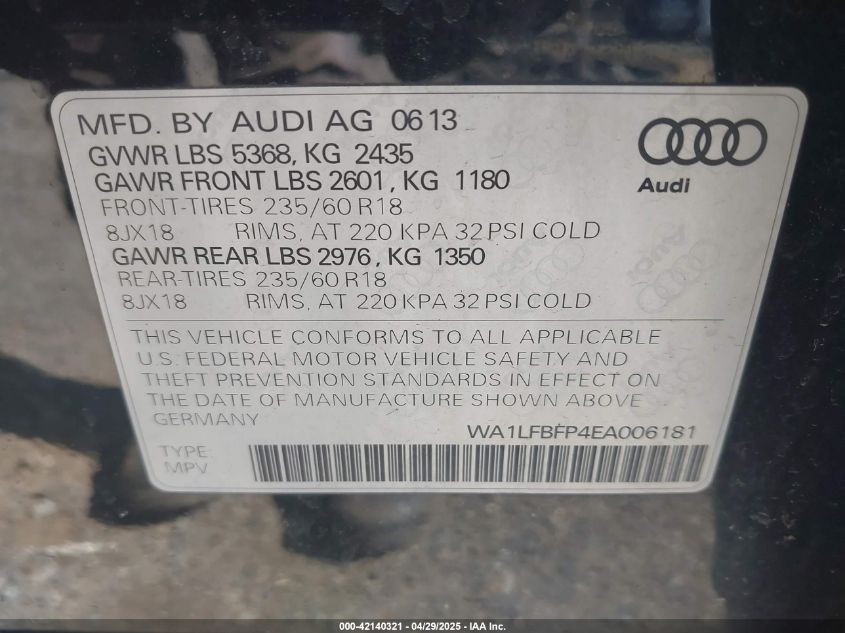 MFD. BY AUDI AG 0613
GVWR LBS 5368, KG 2435
GAWR FRONT LBS 2601, KG 1180
FRONT-TIRES 235/60 R18
8JX18 RIMS, AT 220 KPA 32 PSI COLD
GAWR REAR LBS 2976, KG 1350
REAR-TIRES 235/60 R18
8JX18 RIMS, AT 220 KPA 32 PSI COLD
Audi
THIS VEHICLE CONFORMS TO ALL APPLICABLE
U.S. FEDERAL MOTOR VEHICLE SAFETY AND
THEFT PREVENTION STANDARDS IN EFFECT ON
THE DATE OF MANUFACTURE SHOWN ABOVE
GERMANY
WA1LFBFP4EA006181
TYPE:
MPV
000-42140321 - 04/29/2025 - IAA Inc.